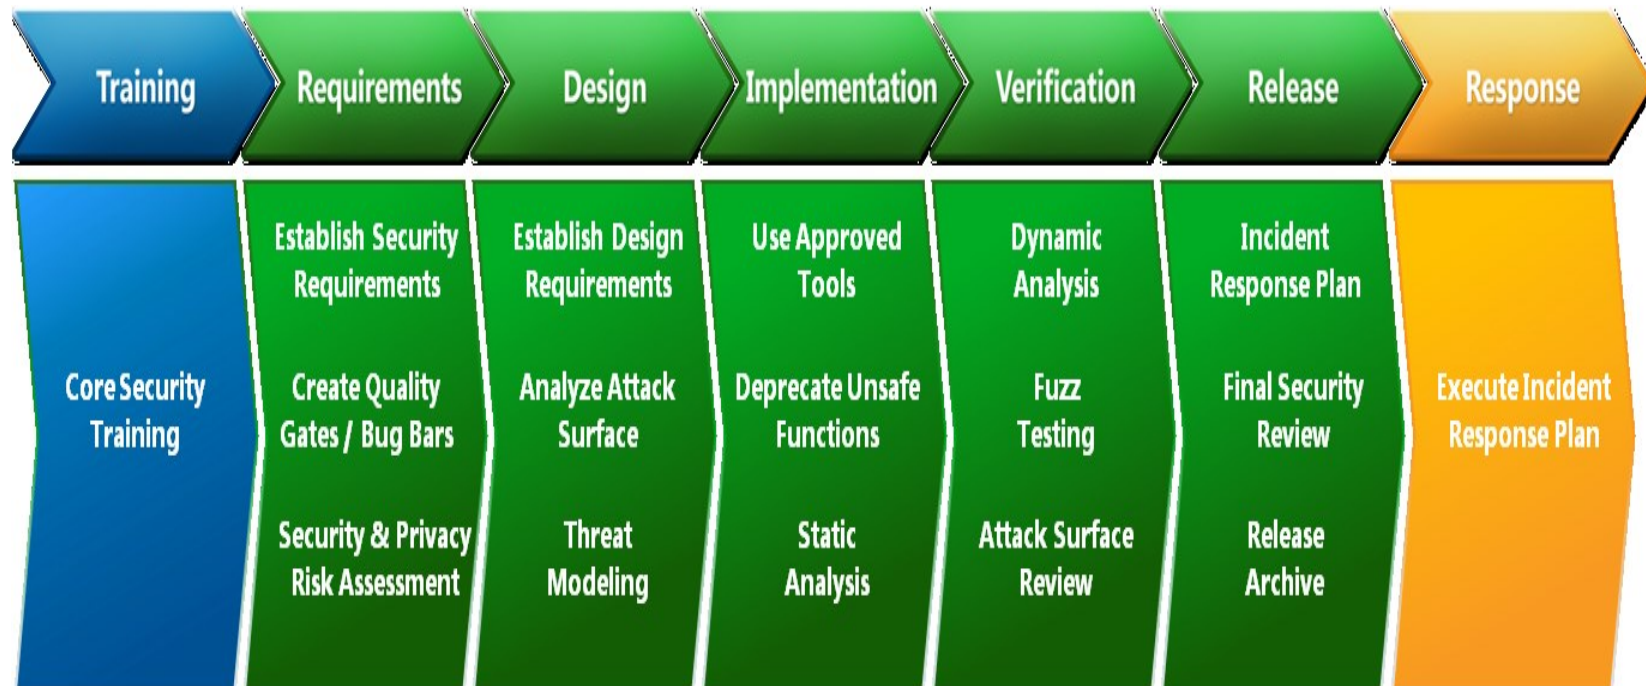 Training
Requirements
Design
Implementation
Verification
Release
Response
Core Security
Training
Establish Security
Requirements
Create Quality
Gates / Bug Bars
Security & Privacy
Risk Assessment
Establish Design
Requirements
Analyze Attack
Surface
Threat
Modeling
Use Approved
Tools
Deprecate Unsafe
Functions
Static
Analysis
Dynamic
Analysis
Fuzz
Testing
Attack Surface
Review
Incident
Response Plan
Final Security
Review
Release
Archive
Execute Incident
Response Plan